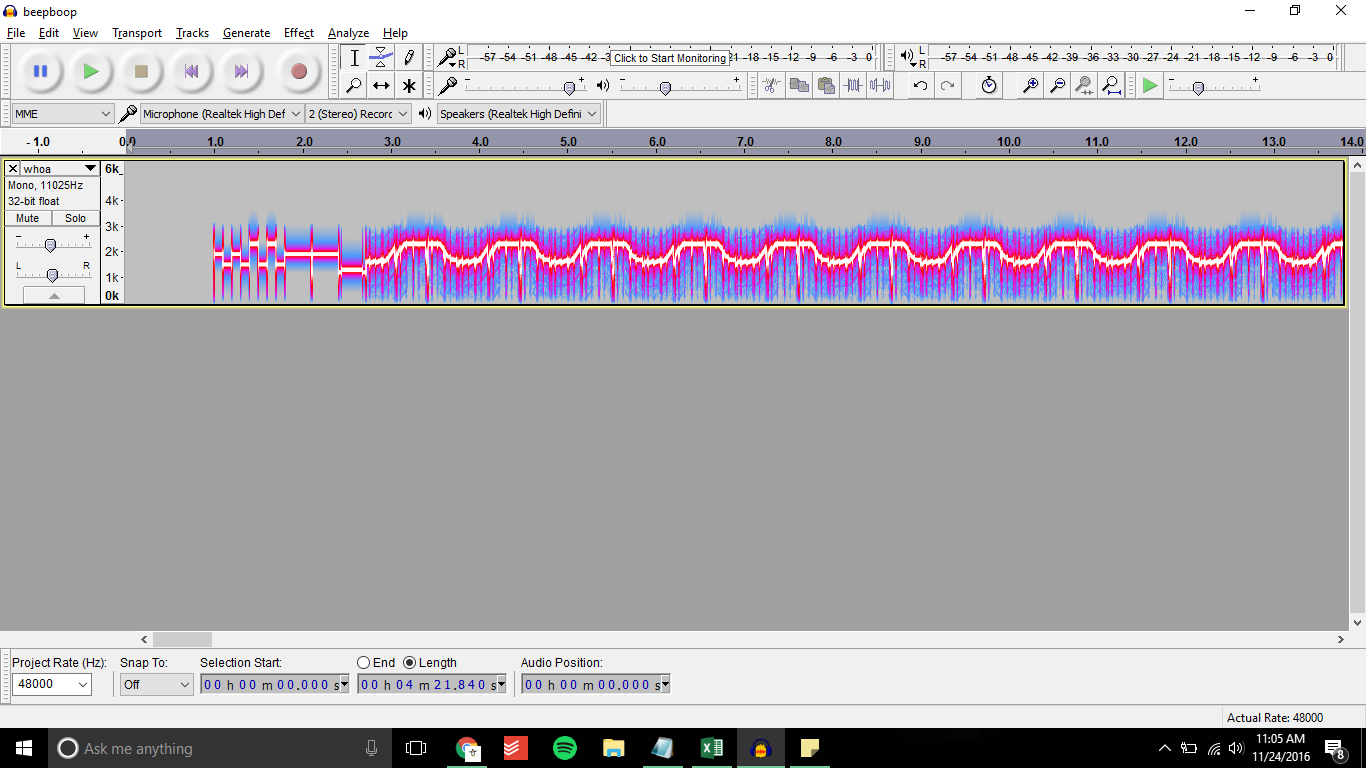 beepboop
File Edit View Transport Tracks Generate Effect Analyze Help
L
R
-57 -54 -51 -48 -45 -42 -3
Click to Start Monitoring
-18 -15 -12 -9 -6 -3 0
L
R
-57 -54 -51 -48 -45 -42 -39 -36 -33 -30 -27 -24 -21 -18 -15 -12 -9 -6 -3 0
MME
Microphone (Realtek High Def
2 (Stereo) Recorc
Speakers (Realtek High Defini
- 1.0 0.0 1.0 2.0 3.0 4.0 5.0 6.0 7.0 8.0 9.0 10.0 11.0 12.0 13.0 14.0
X whoa
Mono, 11025Hz
32-bit float
Mute Solo
- +
L R
6k
4k
3k
2k
1k
0k
Project Rate (Hz):
48000
Snap To:
Off
Selection Start:
00 h 00 m 00.000 s
End Length
00 h 04 m 21.840 s
Audio Position:
00 h 00 m 00.000 s
Actual Rate: 48000
Ask me anything
11:05 AM
11/24/2016
8